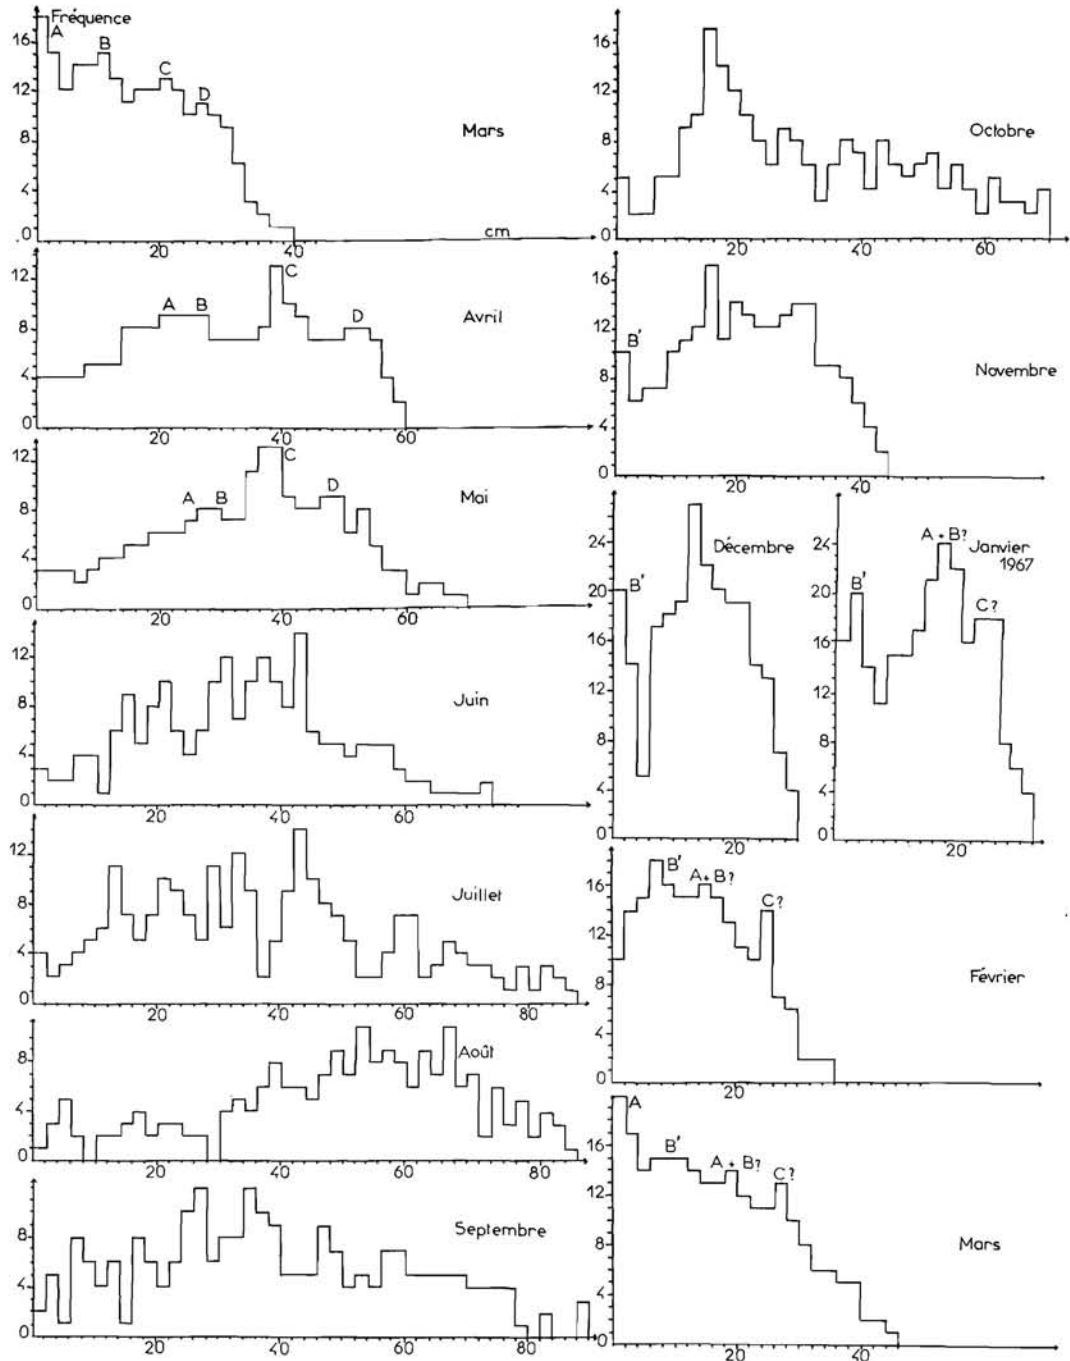 Fréquence
16
A
B
C
D
12
8
Mars
4
0
cm
20 40
12
C
A B
D
Avril
8
4
0
20 40 60
12
C
A B
D
Mai
8
4
0
20 40 60
12
8
Juin
4
0
20 40 60
12
8
Juillet
4
0
20 40 60 80
8
Août
4
0
20 40 60 80
8
Septembre
4
0
20 40 60 80
16
12
Octobre
8
4
0
20 40 60
16
12
B'
Novembre
8
4
0
20 40
24
Décembre
20
B'
16
12
8
4
0
20
A + B?
Janvier
1967
24
B'
20
C?
16
12
8
4
0
20
B'
A + B?
C?
16
12
Février
8
4
0
20
A
16
B'
A + B?
C?
12
8
Mars
4
0
20 40